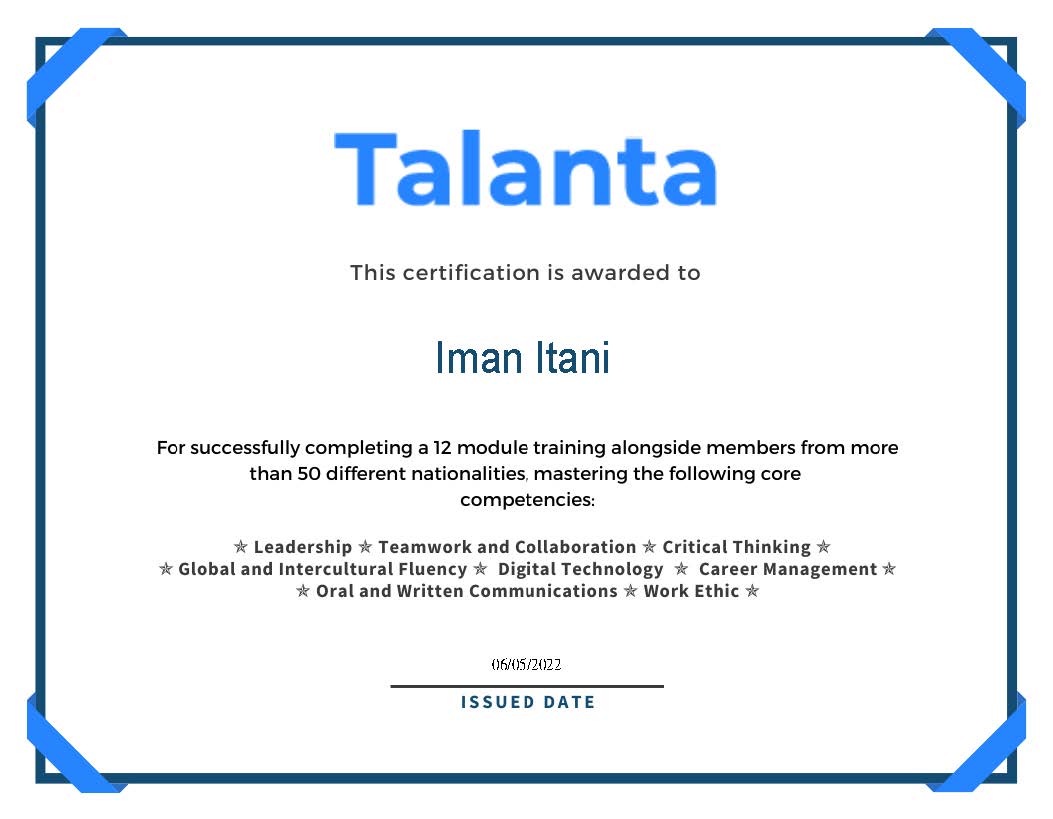 Talanta
This certification is awarded to
Iman Itani
For successfully completing a 12 module training alongside members from more
than 50 different nationalities, mastering the following core
competencies:
✯ Leadership ✯ Teamwork and Collaboration ✯ Critical Thinking ✯
✯ Global and Intercultural Fluency ✯ Digital Technology ✯ Career Management ✯
✯ Oral and Written Communications ✯ Work Ethic ✯
06/05/2022
ISSUED DATE